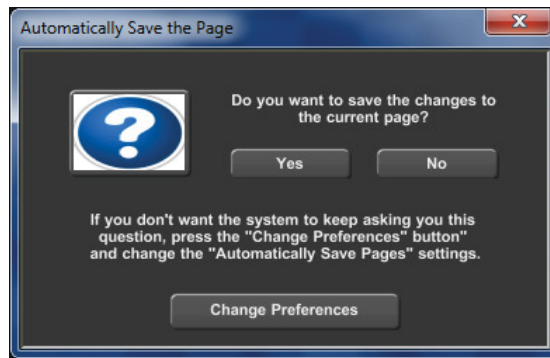 Automatically Save the Page
Do you want to save the changes to
the current page?
Yes
No
If you don't want the system to keep asking you this
question, press the "Change Preferences" button"
and change the "Automatically Save Pages" settings.
Change Preferences